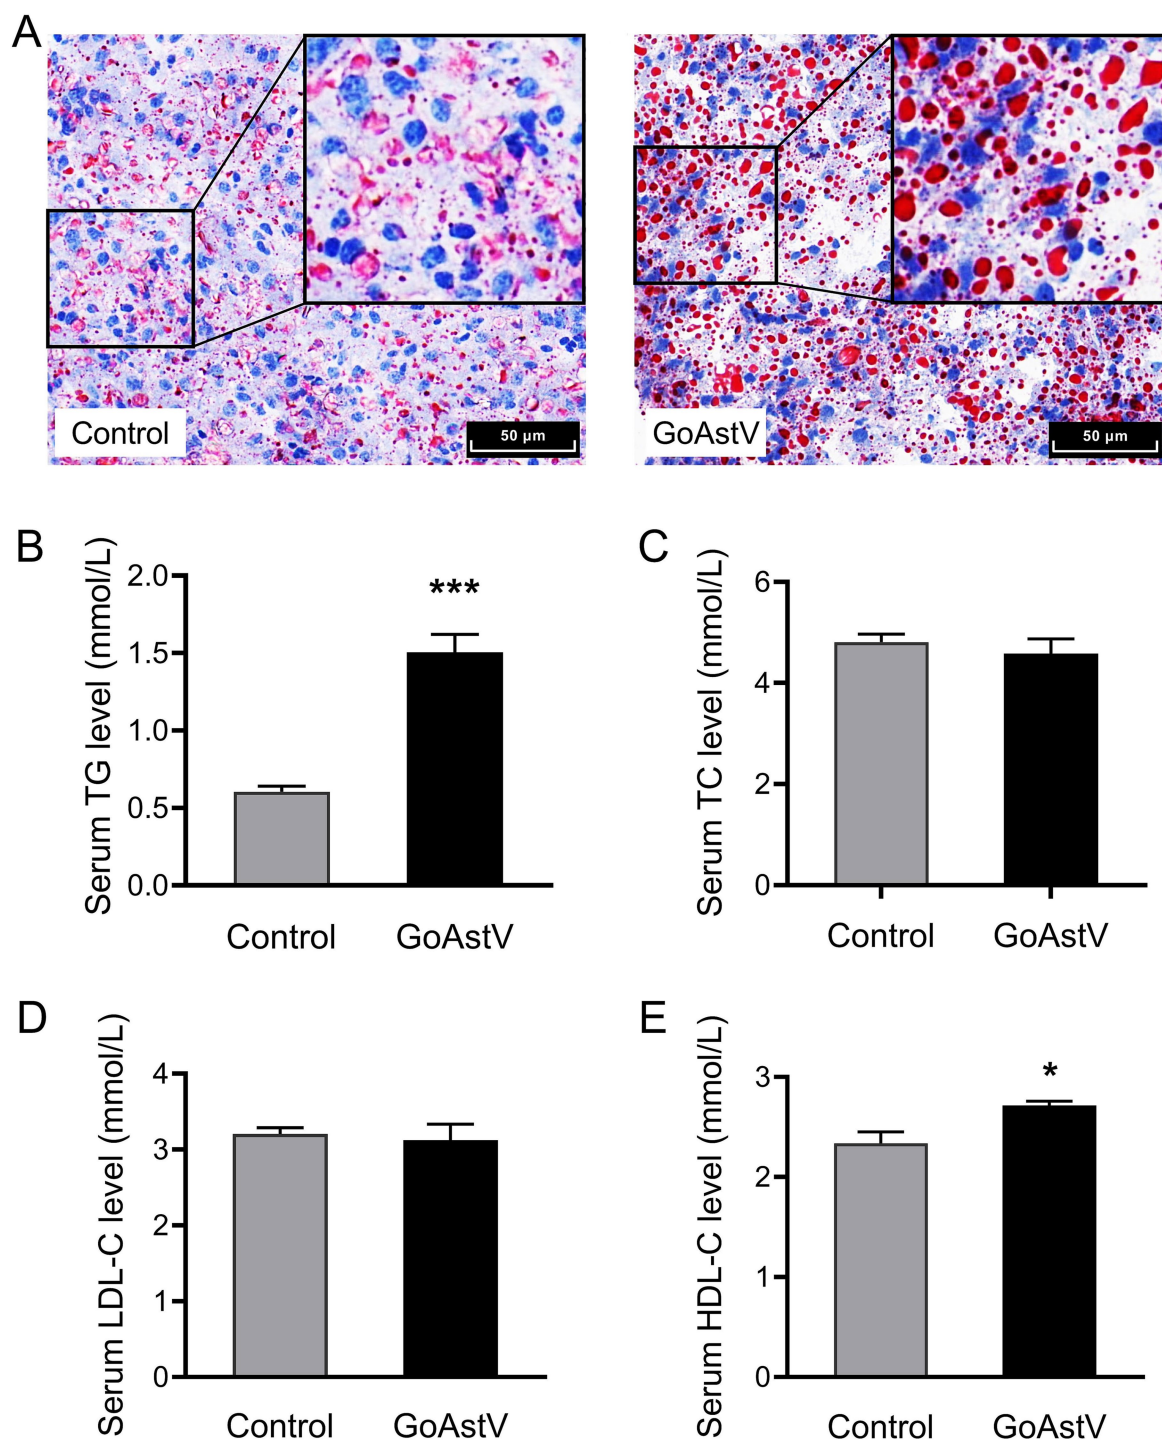 A
Control
50 µm
GoAstV
50 µm
B
Serum TG level (mmol/L)
2.0
1.5
1.0
0.5
0.0
***
Control
GoAstV
C
Serum TC level (mmol/L)
6
4
2
0
Control
GoAstV
D
Serum LDL-C level (mmol/L)
4
3
2
1
0
Control
GoAstV
E
Serum HDL-C level (mmol/L)
3
2
1
0
*
Control
GoAstV